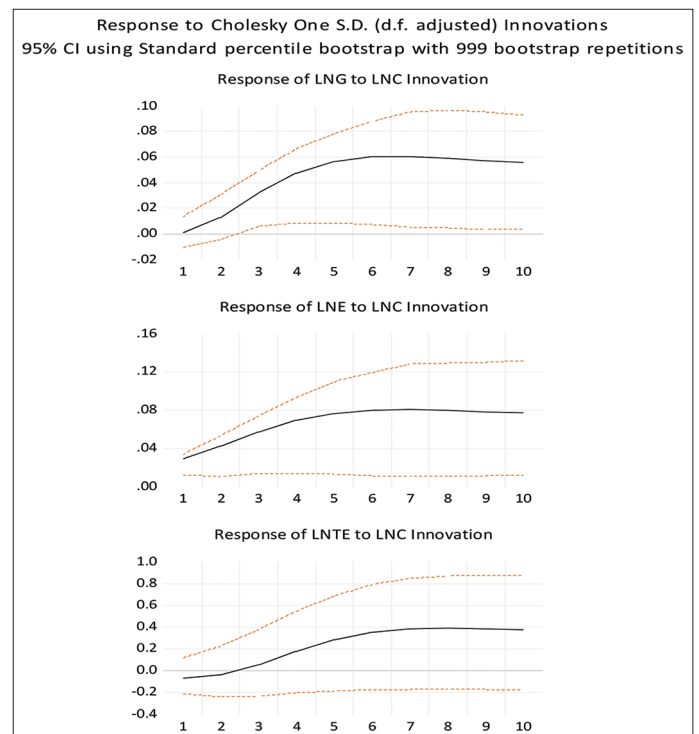 Response to Cholesky One S.D. (d.f. adjusted) Innovations
95% CI using Standard percentile bootstrap with 999 bootstrap repetitions
Response of LNG to LNC Innovation
.10
.08
.06
.04
.02
.00
-.02
1 2 3 4 5 6 7 8 9 10
Response of LNE to LNC Innovation
.16
.12
.08
.04
.00
1 2 3 4 5 6 7 8 9 10
Response of LNTE to LNC Innovation
1.0
0.8
0.6
0.4
0.2
0.0
-0.2
-0.4
1 2 3 4 5 6 7 8 9 10